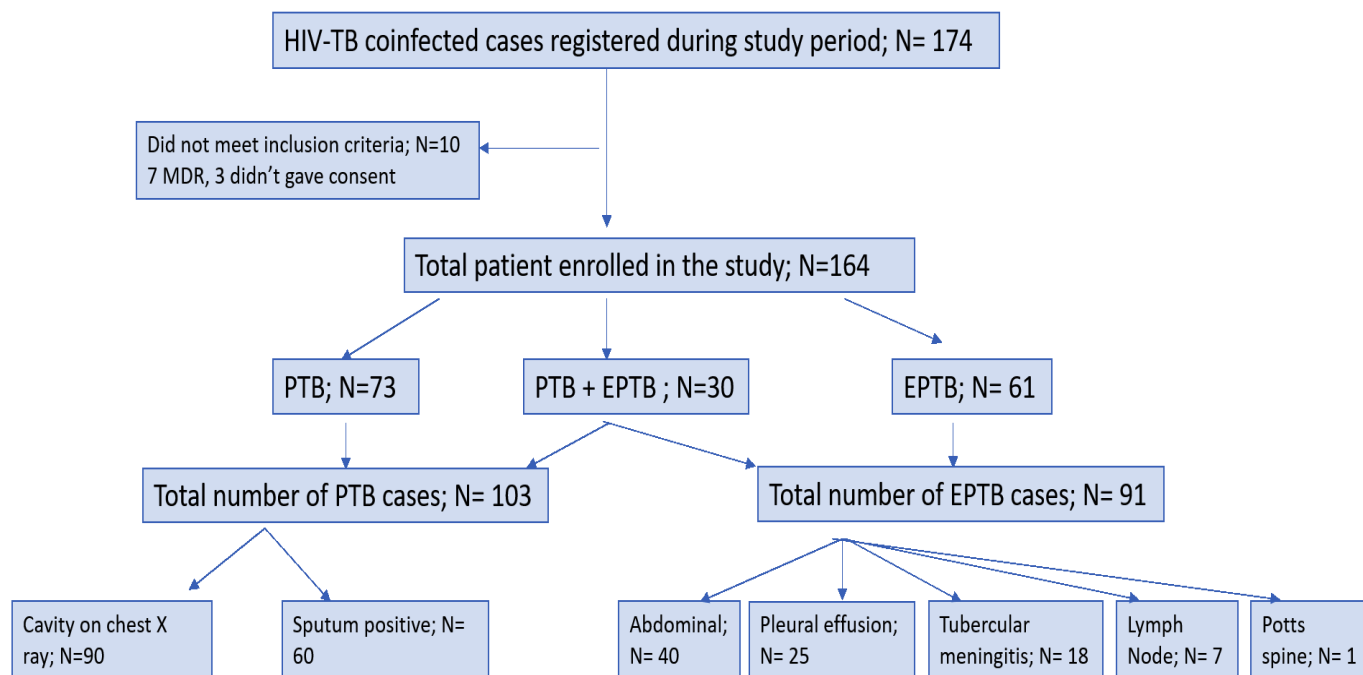 HIV-TB coinfected cases registered during study period; N= 174
Did not meet inclusion criteria; N=10
7 MDR, 3 didn’t gave consent
Total patient enrolled in the study; N=164
PTB; N=73
PTB + EPTB ; N=30
EPTB; N= 61
Total number of PTB cases; N= 103
Total number of EPTB cases; N= 91
Cavity on chest X
ray; N=90
Sputum positive; N=
60
Abdominal;
N= 40
Pleural effusion;
N= 25
Tubercular
meningitis; N= 18
Lymph
Node; N= 7
Potts
spine; N= 1